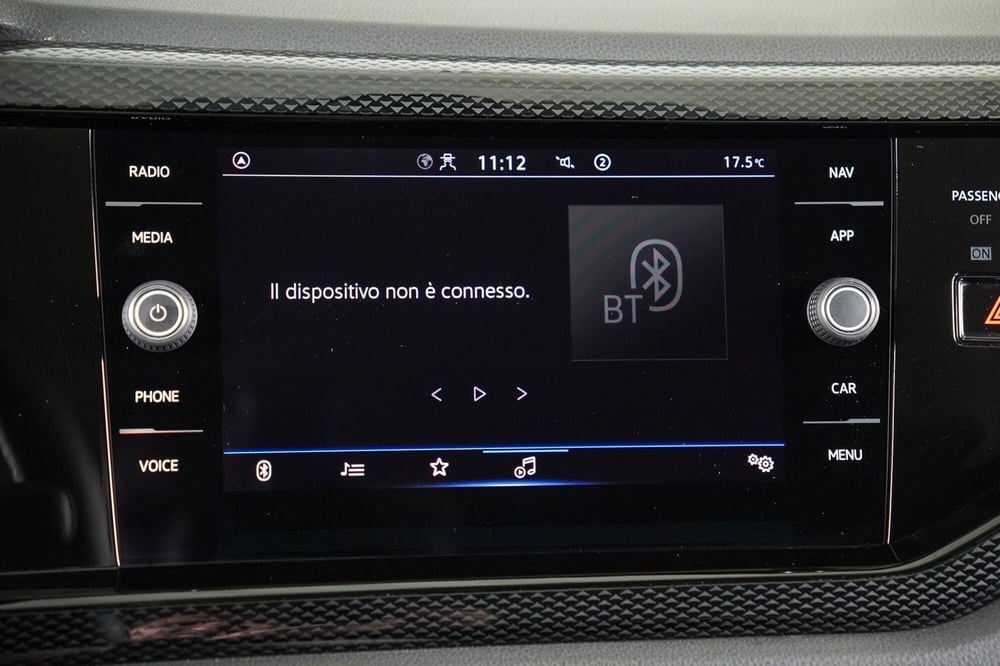 RADIO
MEDIA
PHONE
VOICE
11:12
2
17.5°C
Il dispositivo non è connesso.
BT
NAV
APP
CAR
MENU
OFF
ON